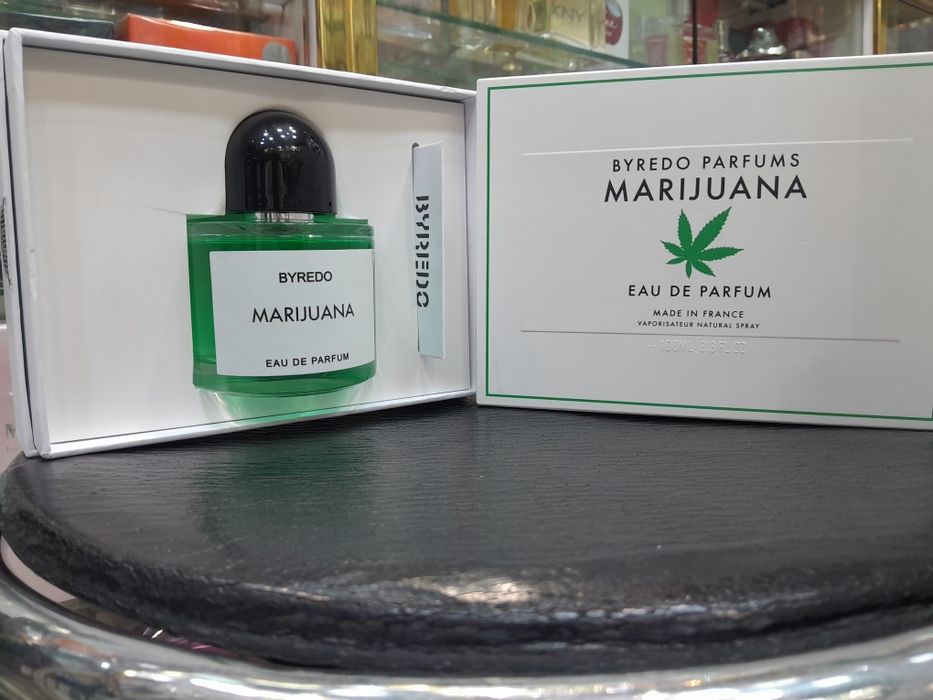 BYREDO
MARIJUANA
EAU DE PARFUM
BYREDO
BYREDO PARFUMS
MARIJUANA
EAU DE PARFUM
MADE IN FRANCE
VAPORISATEUR NATURAL SPRAY